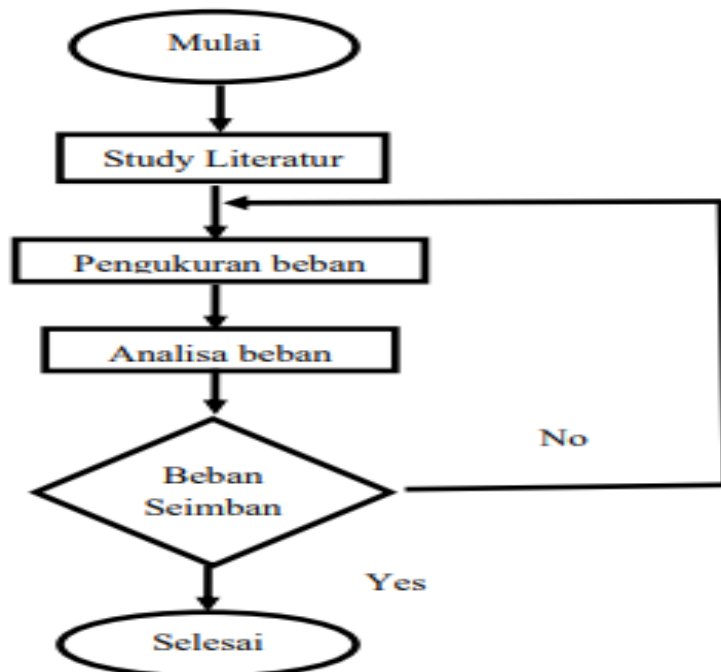 Mulai
Study Literatur
Pengukuran beban
Analisa beban
No
Beban
Seimban
Yes
Selesai